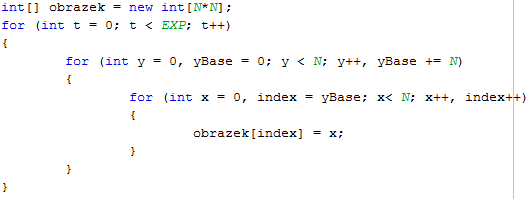 int[] obrazek = new int[N*N];
for (int t = 0; t < EXP; t++)
{
for (int y = 0, yBase = 0; y < N; y++, yBase += N)
{
for (int x = 0, index = yBase; x< N; x++, index++)
{
obrazek[index] = x;
}
}
}